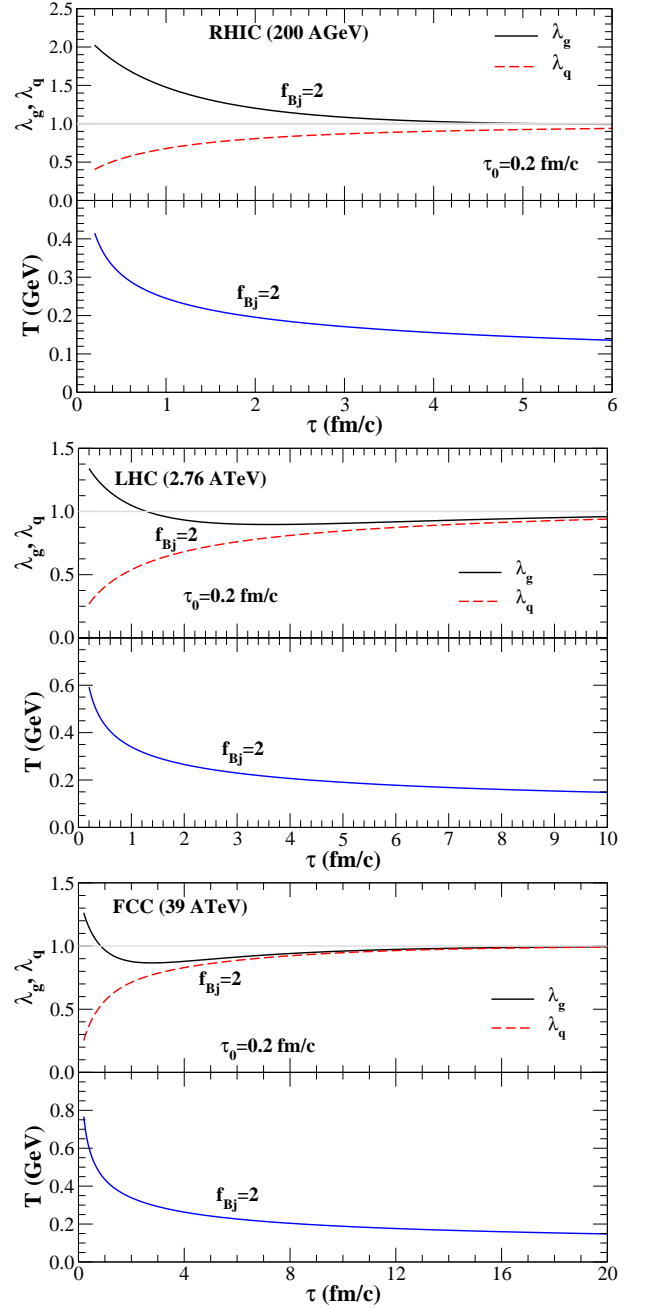 2.5
RHIC (200 AGeV)
λg
λq
2.0
1.5
fBj=2
1.0
0.5
τ0=0.2 fm/c
0.0
λg, λq
0.4
0.3
fBj=2
0.2
0.1
0
T (GeV)
0 1 2 3 4 5 6
τ (fm/c)
1.5
LHC (2.76 ATeV)
1.0
fBj=2
λg
0.5
τ0=0.2 fm/c
λq
0.0
λg, λq
0.6
0.4
fBj=2
0.2
0.0
T (GeV)
0 1 2 3 4 5 6 7 8 9 10
τ (fm/c)
1.5
FCC (39 ATeV)
1.0
fBj=2
λg
0.5
λq
τ0=0.2 fm/c
0.0
λg, λq
0.8
0.6
0.4
fBj=2
0.2
0.0
T (GeV)
0 4 8 12 16 20
τ (fm/c)